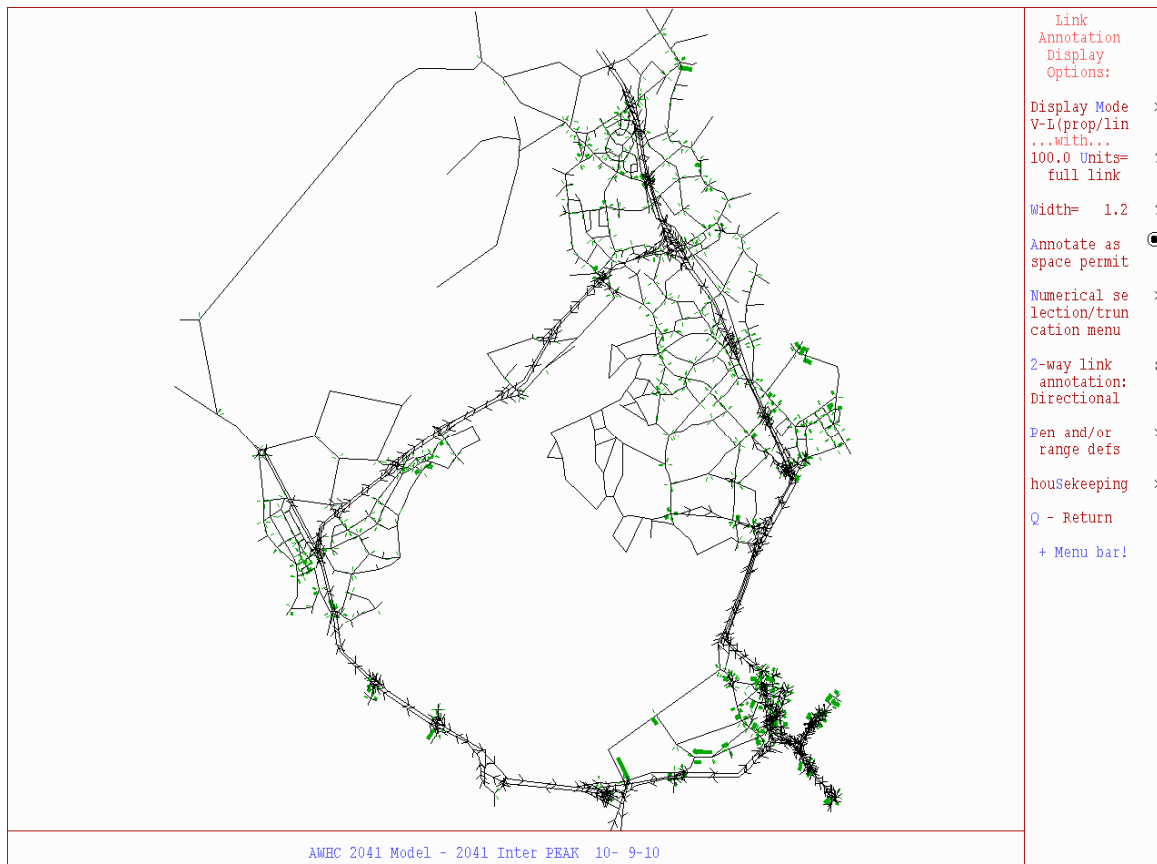 Link
Annotation
Display
Options:
Display Mode
V-L(prop/lin
...with...
100.0 Units=
full link
Width= 1.2
Annotate as
space permit
Numerical se
lection/trun
cation menu
2-way link
annotation:
Directional
Pen and/or
range defs
houSekeeping
Q - Return
+ Menu bar!
AWHC 2041 Model - 2041 Inter PEAK 10- 9-10